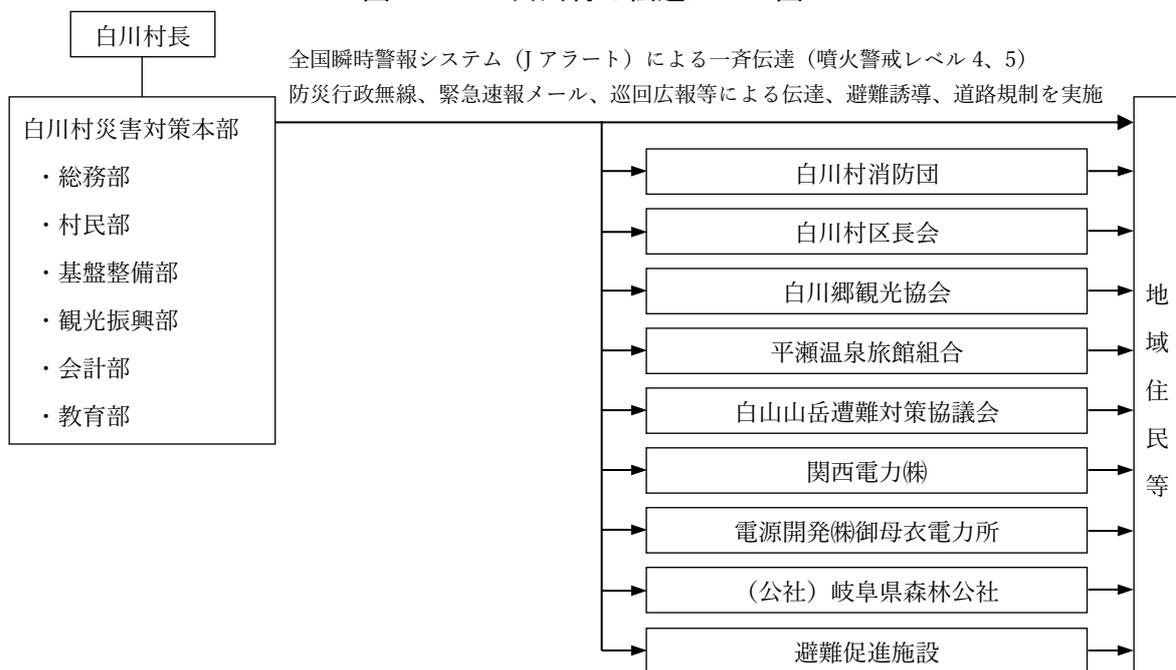 白川村長
全国瞬時警報システム（J アラート）による一斉伝達（噴火警戒レベル 4、5）
防災行政無線、緊急速報メール、巡回広報等による伝達、避難誘導、道路規制を実施
白川村災害対策本部
・総務部
・村民部
・基盤整備部
・観光振興部
・会計部
・教育部
白川村消防団
白川村区長会
白川郷観光協会
平瀬温泉旅館組合
白山山岳遭難対策協議会
関西電力㈱
電源開発㈱御母衣電力所
（公社）岐阜県森林公社
避難促進施設
地域住民等